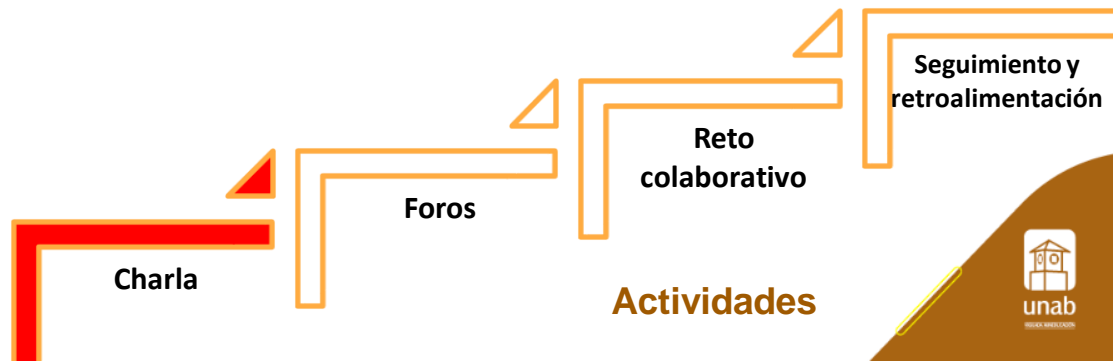 Charla
Foros
Reto
colaborativo
Seguimiento y
retroalimentación
Actividades
unab